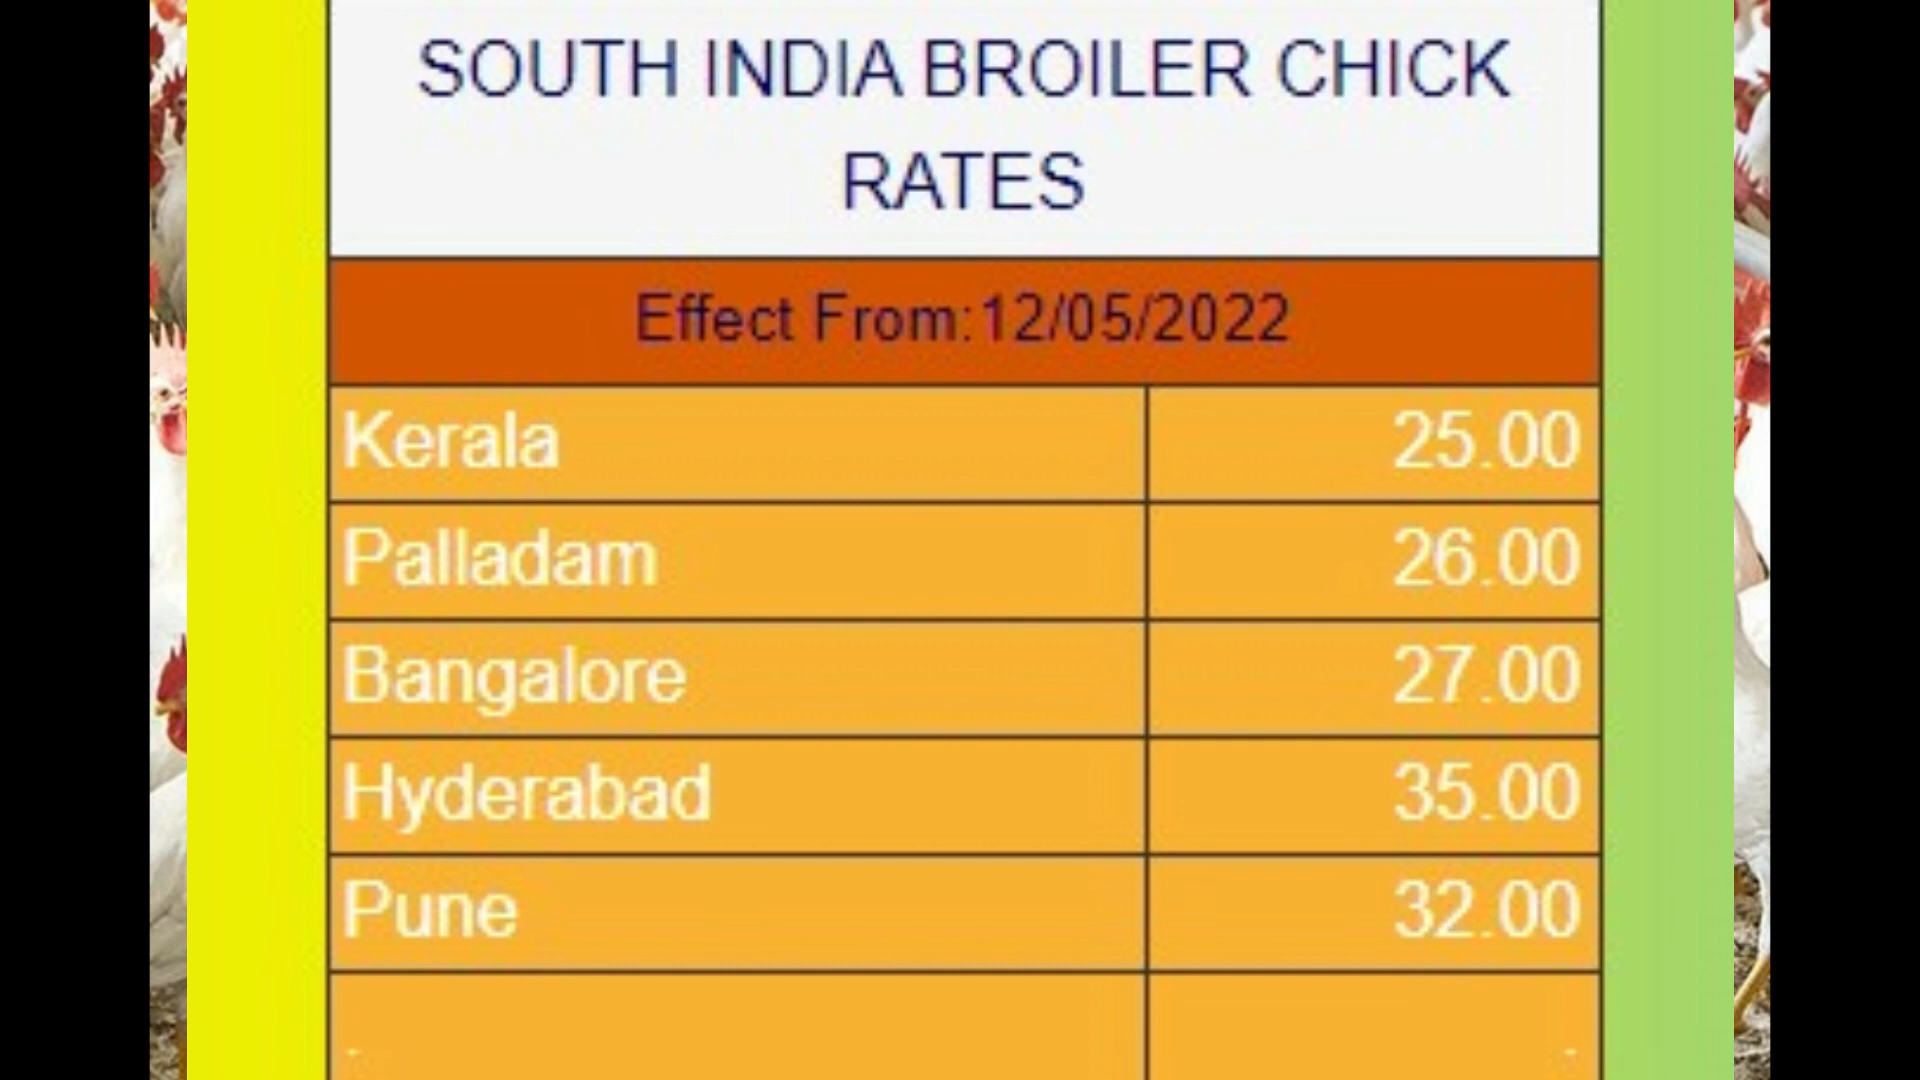 SOUTH INDIA BROILER CHICK
RATES
Effect From:12/05/2022
Kerala 25.00
Palladam 26.00
Bangalore 27.00
Hyderabad 35.00
Pune 32.00